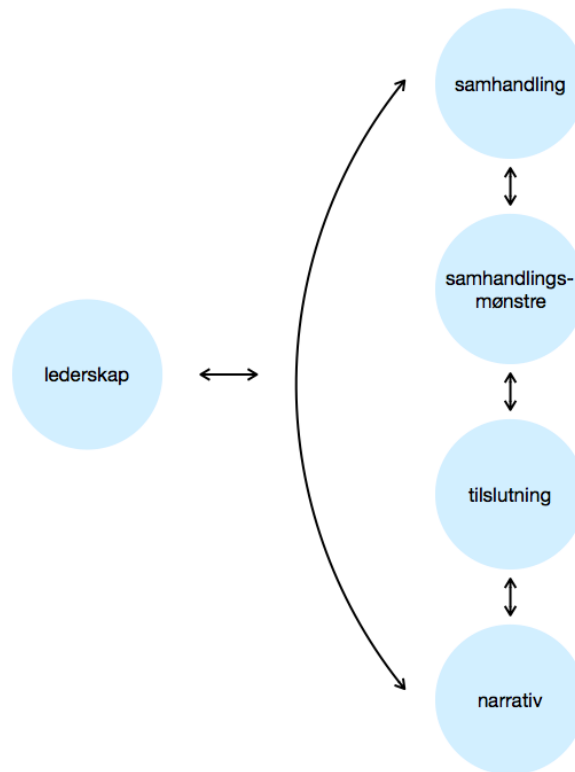 samhandling
samhandlings-
mønstre
lederskap
tilslutning
narrativ